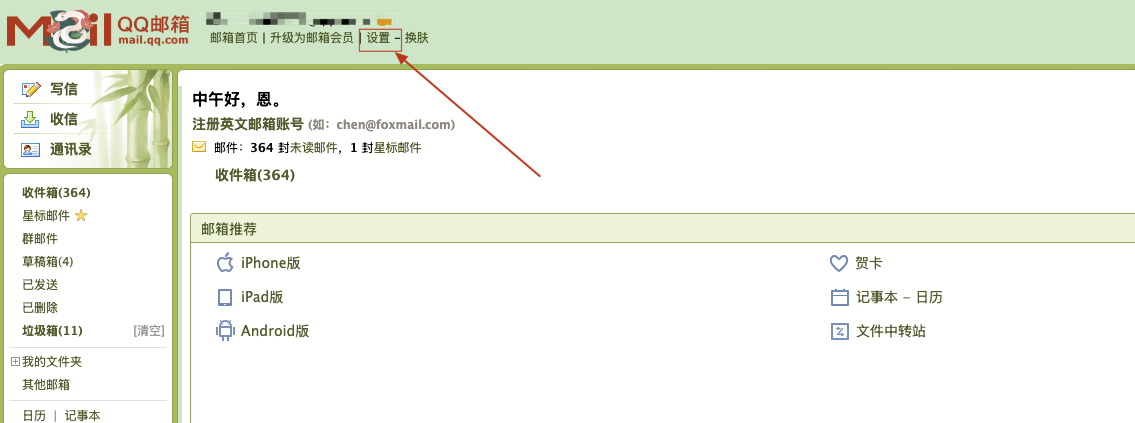 Mail QQ邮箱
mail.qq.com
邮箱首页 | 升级为邮箱会员 | 设置 – 换肤
写信
收信
通讯录
收件箱(364)
星标邮件
群邮件
草稿箱(4)
已发送
已删除
垃圾箱(11) [清空]
我的文件夹
其他邮箱
日历 | 记事本
中午好，恩。
注册英文邮箱账号 (如：chen@foxmail.com)
邮件：364 封未读邮件，1 封星标邮件
收件箱(364)
邮箱推荐
iPhone版
贺卡
iPad版
记事本 – 日历
Android版
文件中转站